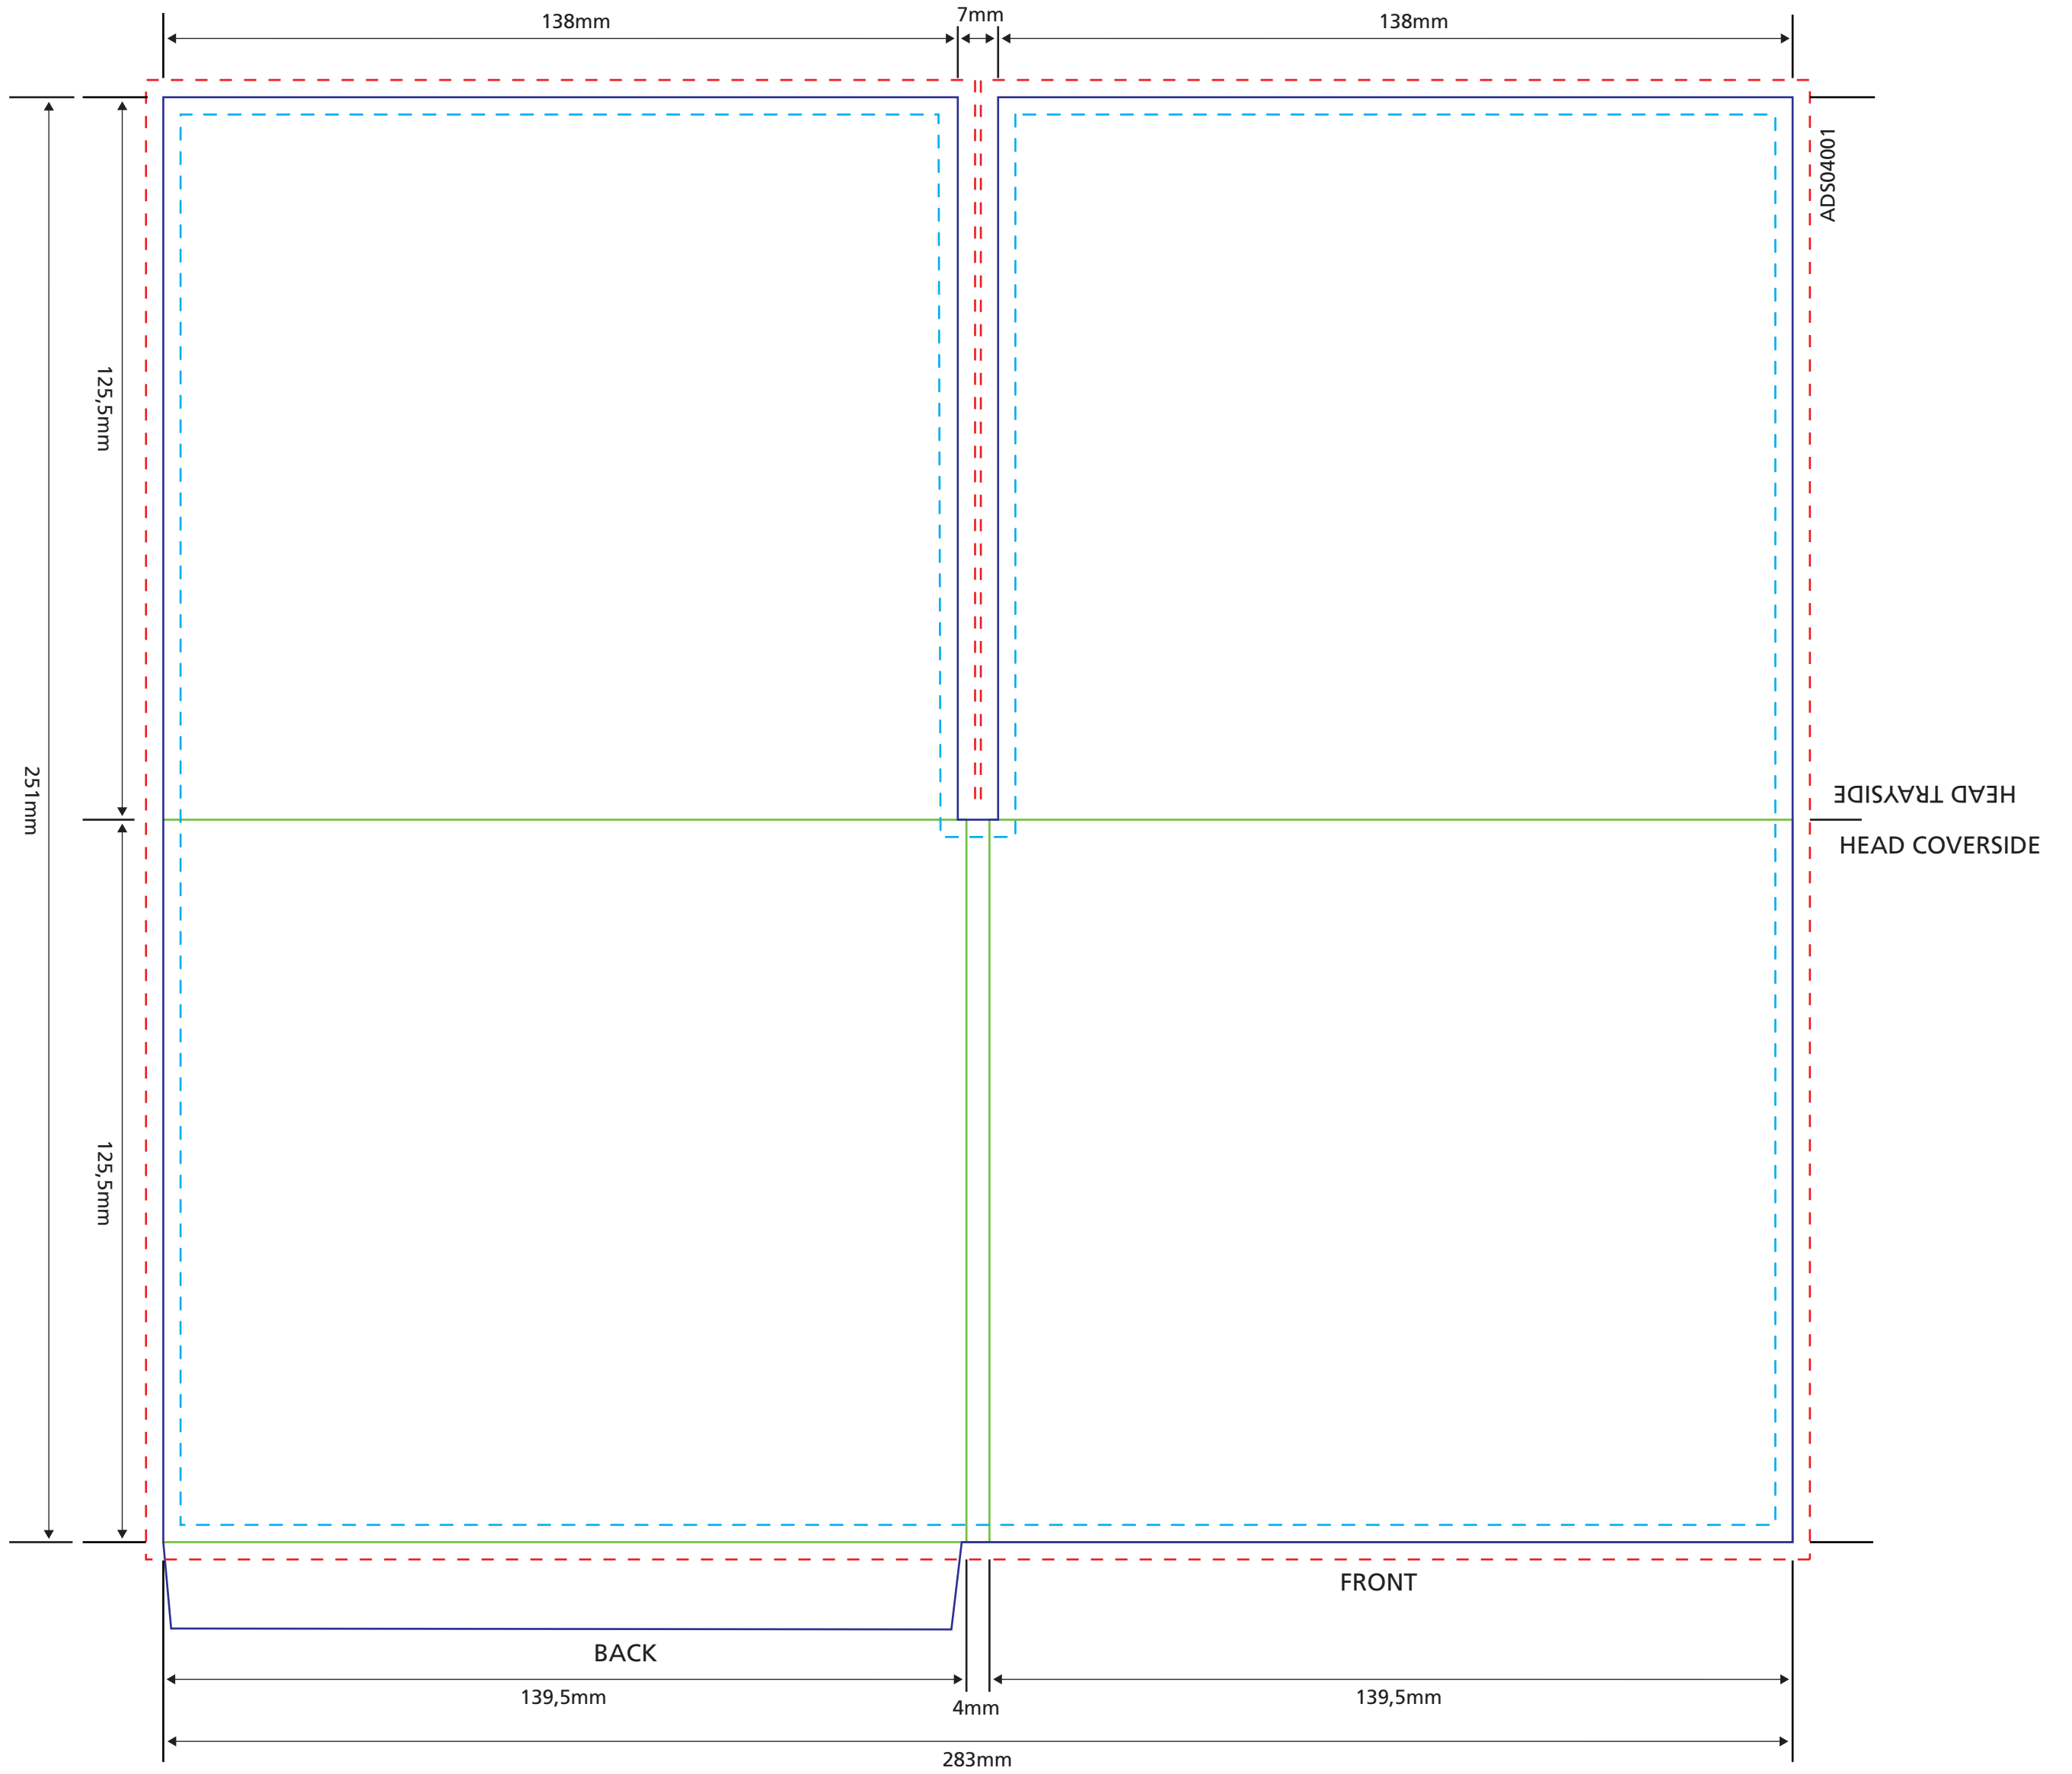 138mm
7mm
138mm
ADS04001
125,5mm
251mm
HEAD TRAYSIDE
HEAD COVERSIDE
125,5mm
FRONT
BACK
139,5mm
4mm
139,5mm
283mm